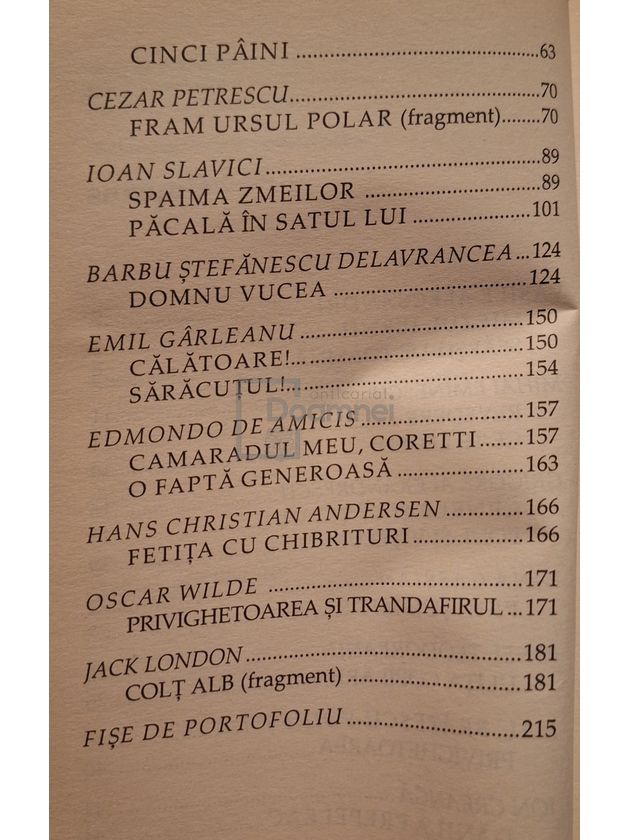 CINCI PÂINI ........ 63
CEZAR PETRESCU ........ 70
FRAM URSUL POLAR (fragment) ........ 70
IOAN SLAVICI ........ 89
SPAIMA ZMEILOR ........ 89
PĂCALĂ ÎN SATUL LUI ........ 101
BARBU ȘTEFĂNESCU DELAVRANCEA ... 124
DOMNU VUCEA ........ 124
EMIL GÂRLEANU ........ 150
CĂLĂTOARE!... ........ 150
SĂRĂCUȚUL!... ........ 154
anticariat
Doamnei
EDMONDO DE AMICIS ........ 157
CAMARADUL MEU, CORETTI ........ 157
O FAPTĂ GENEROASĂ ........ 163
HANS CHRISTIAN ANDERSEN ........ 166
FETIȚA CU CHIBRITURI ........ 166
OSCAR WILDE ........ 171
PRIVIGHETOAREA ȘI TRANDAFIRUL ... 171
JACK LONDON ........ 181
COLȚ ALB (fragment) ........ 181
FIȘE DE PORTOFOLIU ........ 215